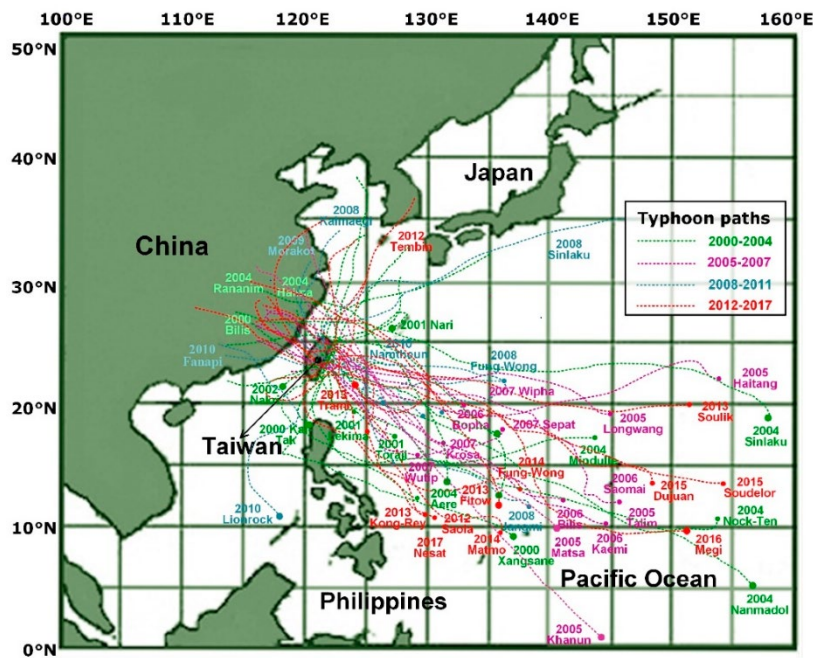 100°E 110°E 120°E 130°E 140°E 150°E 160°E
50°N
40°N
30°N
20°N
10°N
0°N
China
Japan
Taiwan
Philippines
Pacific Ocean
Typhoon paths
2000-2004
2005-2007
2008-2011
2012-2017
2008
Kalmaegi
2009
Morakot
2012
Tembin
2008
Sinlaku
2004
Rananim
2004
Haima
2000
Bilis
2001 Nari
2010
Fanapi
2010
Namtheun
2008
Fung-Wong
2007 Wipha
2005
Haitang
2002
2013
Trami
2006
Bopha
2007 Sepat
2005
Longwang
2013
Soulik
2004
Sinlaku
2000 Kai
Tak
2001
2001
Toraji
2007
Krosa
2004
Mindulle
2007
Wutip
2014
Fung-Wong
2004
Aere
2013
Fitow
2006
Saomai
2015
Dujuan
2015
Soudelor
2010
Lionrock
2013
Kong-Rey
2012
Saola
2008
Jangmi
2006
Bilis
2005
Talim
2004
Nock-Ten
2017
Nesat
2014
Matmo
2000
Xangsane
2005
Matsa
2006
Kaemi
2016
Megi
2004
Nanmadol
2005
Khanun